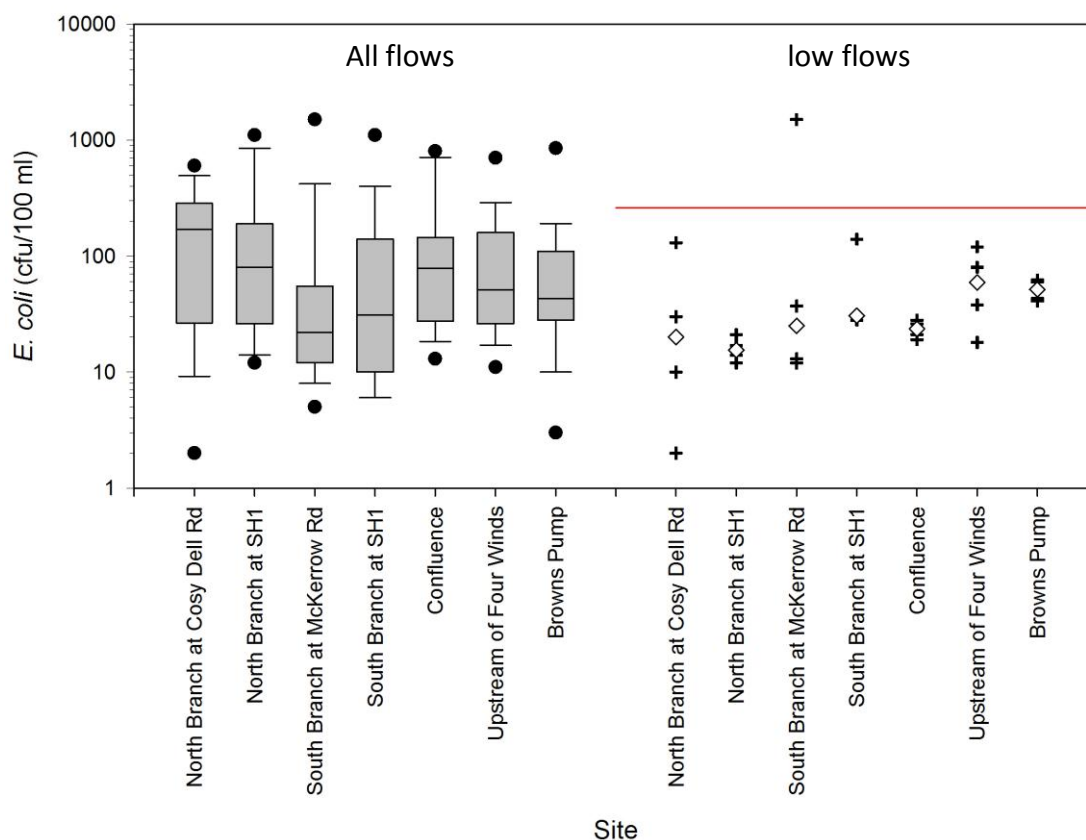 All flows
low flows
E. coli (cfu/100 ml)
10000
1000
100
10
1
North Branch at Cosy Dell Rd
North Branch at SH1
South Branch at McKerrow Rd
South Branch at SH1
Confluence
Upstream of Four Winds
Browns Pump
North Branch at Cosy Dell Rd
North Branch at SH1
South Branch at McKerrow Rd
South Branch at SH1
Confluence
Upstream of Four Winds
Browns Pump
Site